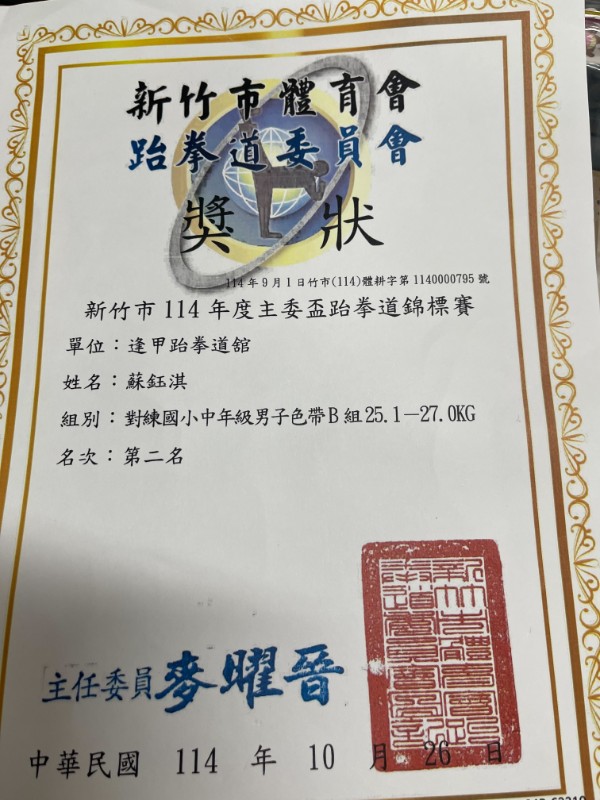 新竹市體育會
跆拳道委員會
獎狀
114年9月1日竹市(114)體耕字第1140000795號
新竹市114年度主委盃跆拳道錦標賽
單位：逢甲跆拳道舘
姓名：蘇鈺淇
組別：對練國小中年級男子色帶B組25.1—27.0KG
名次：第二名
主任委員 麥曜晉
中華民國 114 年 10 月 26 日